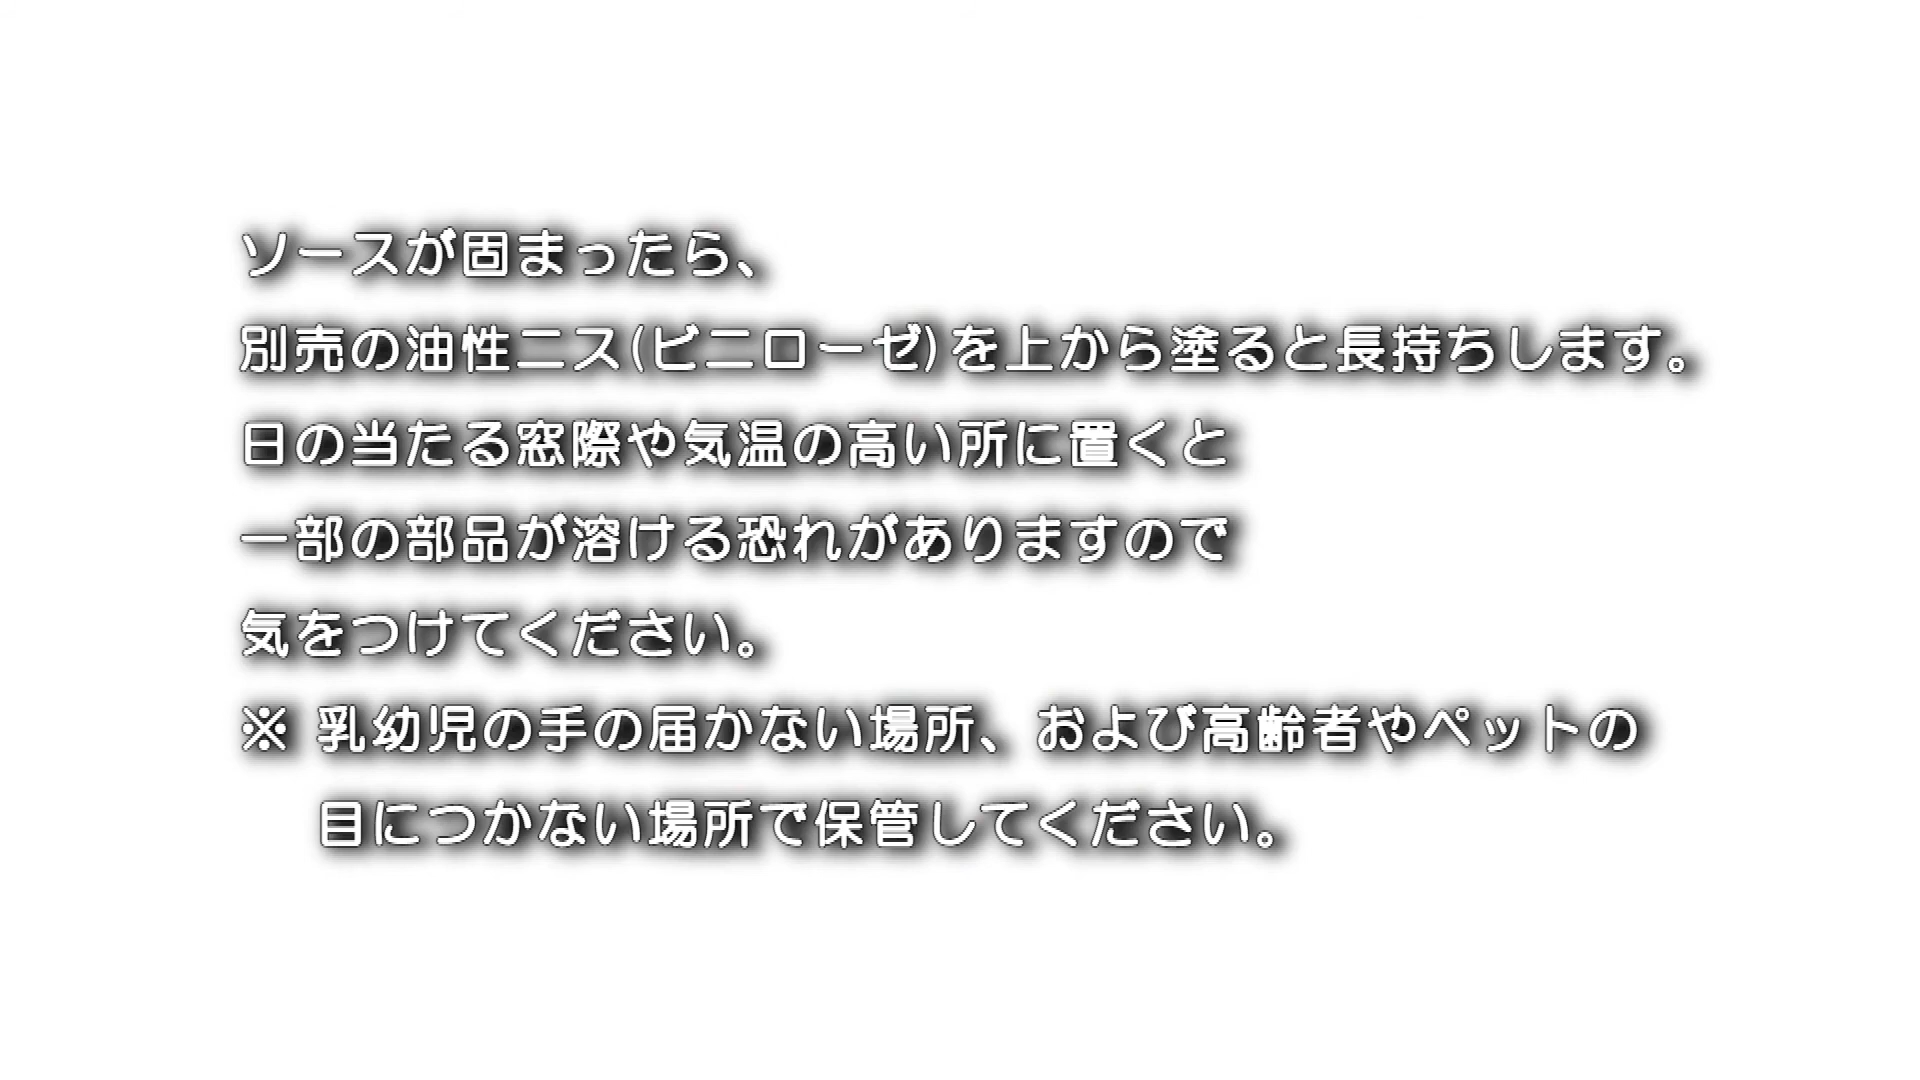 ソースが固まったら、
別売の油性ニス(ビニローゼ)を上から塗ると長持ちします。
日の当たる窓際や気温の高い所に置くと
一部の部品が溶ける恐れがありますので
気をつけてください。
※ 乳幼児の手の届かない場所、および高齢者やペットの
目につかない場所で保管してください。